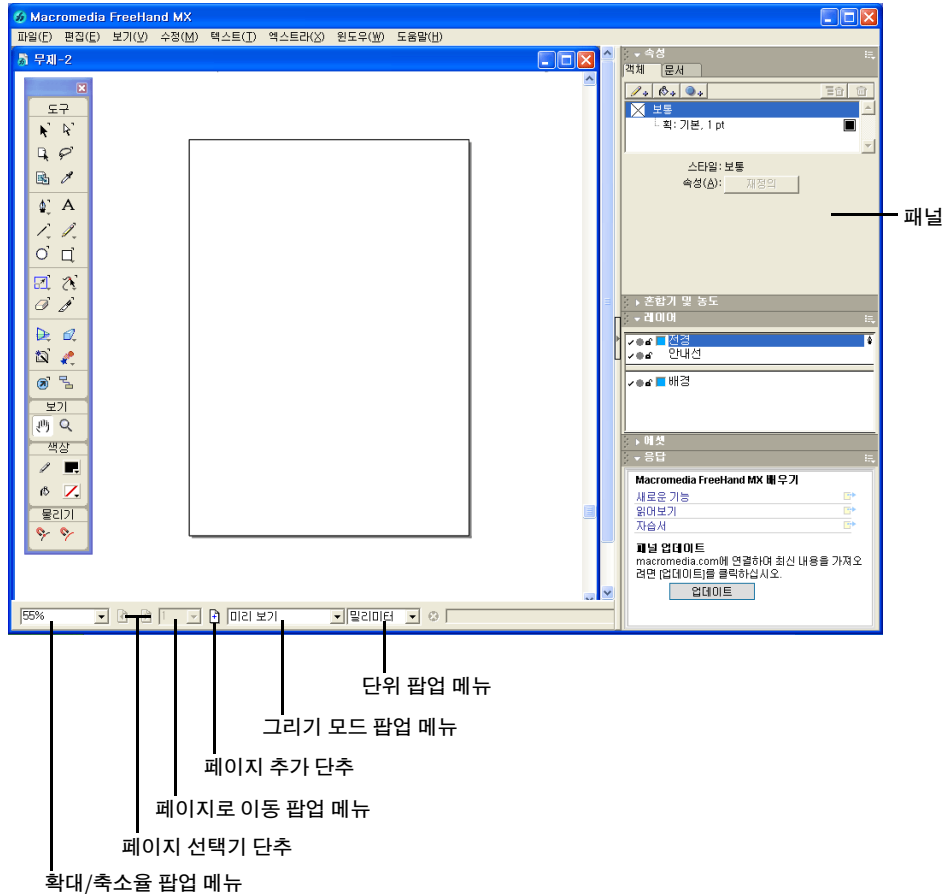 Macromedia FreeHand MX
파일(F) 편집(E) 보기(V) 수정(M) 텍스트(T) 엑스트라(X) 윈도우(W) 도움말(H)
무제-2
도구
보기
색상
물리기
속성
객체 문서
보통
획: 기본, 1 pt
스타일: 보통
속성(A): 재정의
패널
혼합기 및 농도
레이어
전경
안내선
배경
에셋
응답
Macromedia FreeHand MX 배우기
새로운 기능
읽어보기
자습서
패널 업데이트
macromedia.com에 연결하여 최신 내용을 가져오
려면 [업데이트]를 클릭하십시오.
업데이트
55% 1 미리 보기 밀리미터
단위 팝업 메뉴
그리기 모드 팝업 메뉴
페이지 추가 단추
페이지로 이동 팝업 메뉴
페이지 선택기 단추
확대/축소율 팝업 메뉴